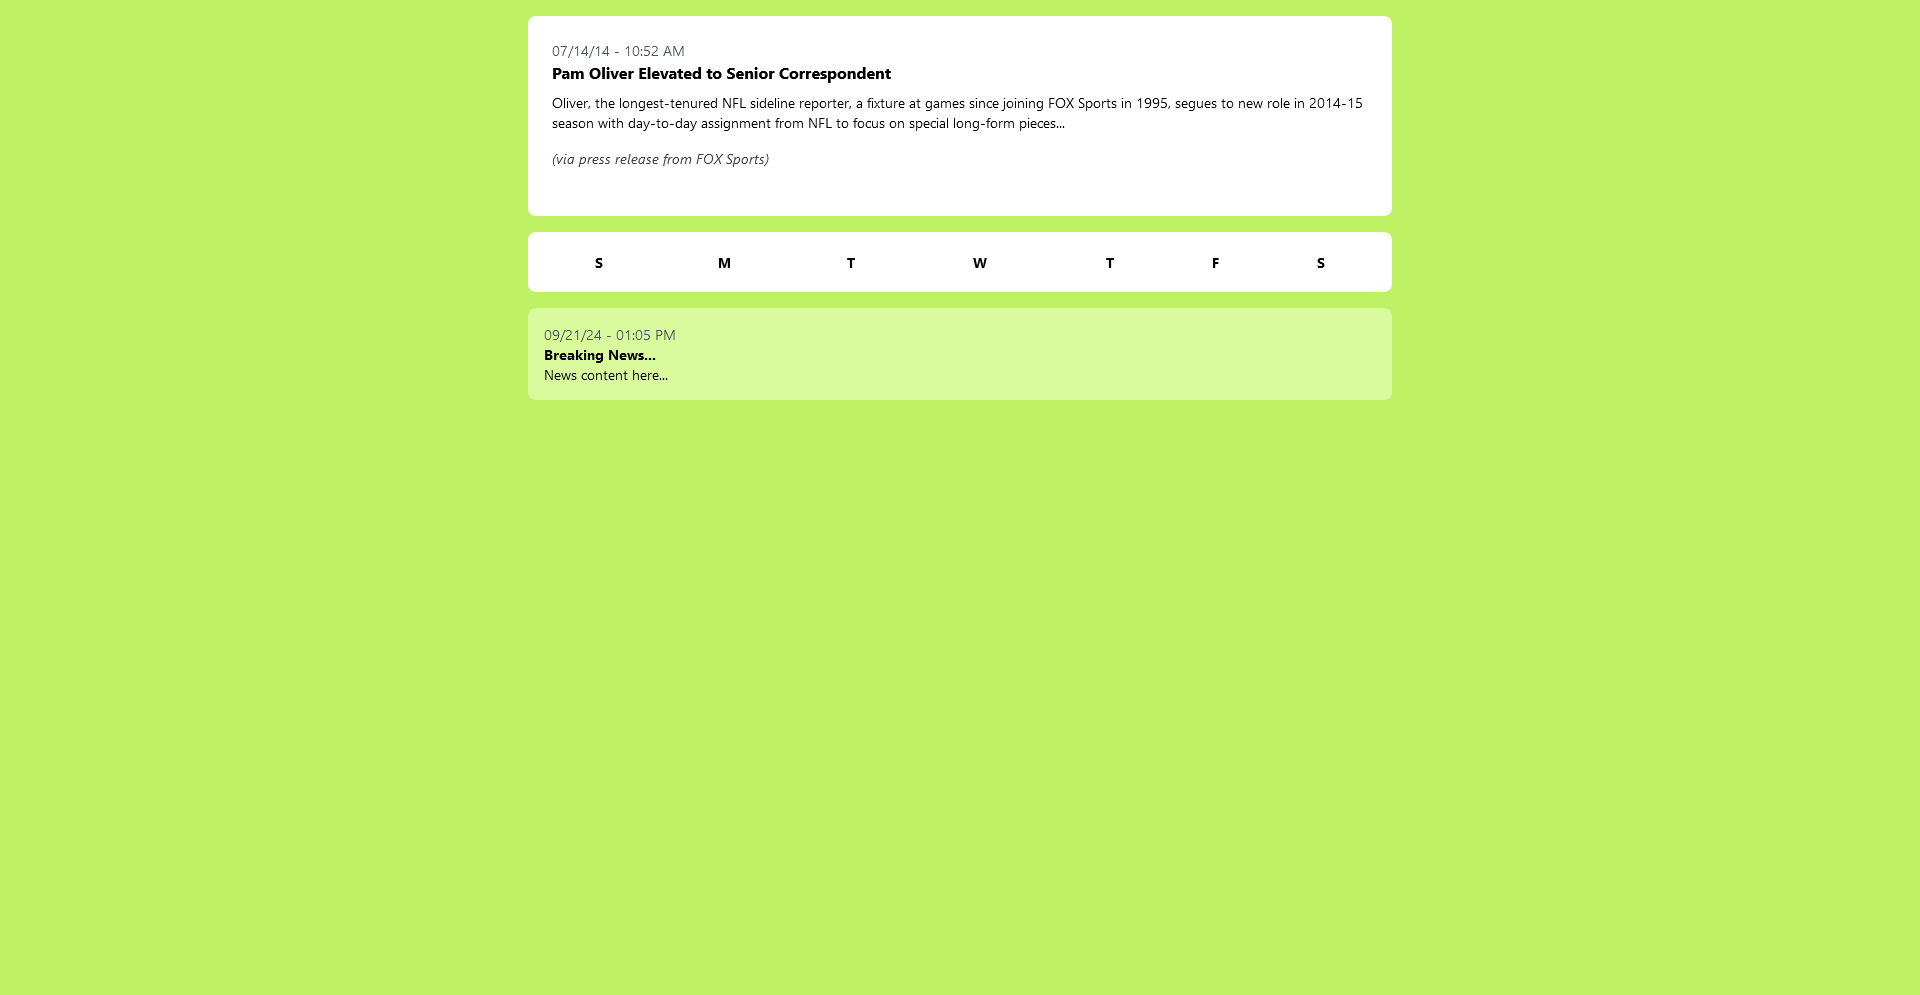 07/14/14 - 10:52 AM
Pam Oliver Elevated to Senior Correspondent
Oliver, the longest-tenured NFL sideline reporter, a fixture at games since joining FOX Sports in 1995, segues to new role in 2014-15
season with day-to-day assignment from NFL to focus on special long-form pieces...
(via press release from FOX Sports)
S M T W T F S
09/21/24 - 01:05 PM
Breaking News...
News content here...